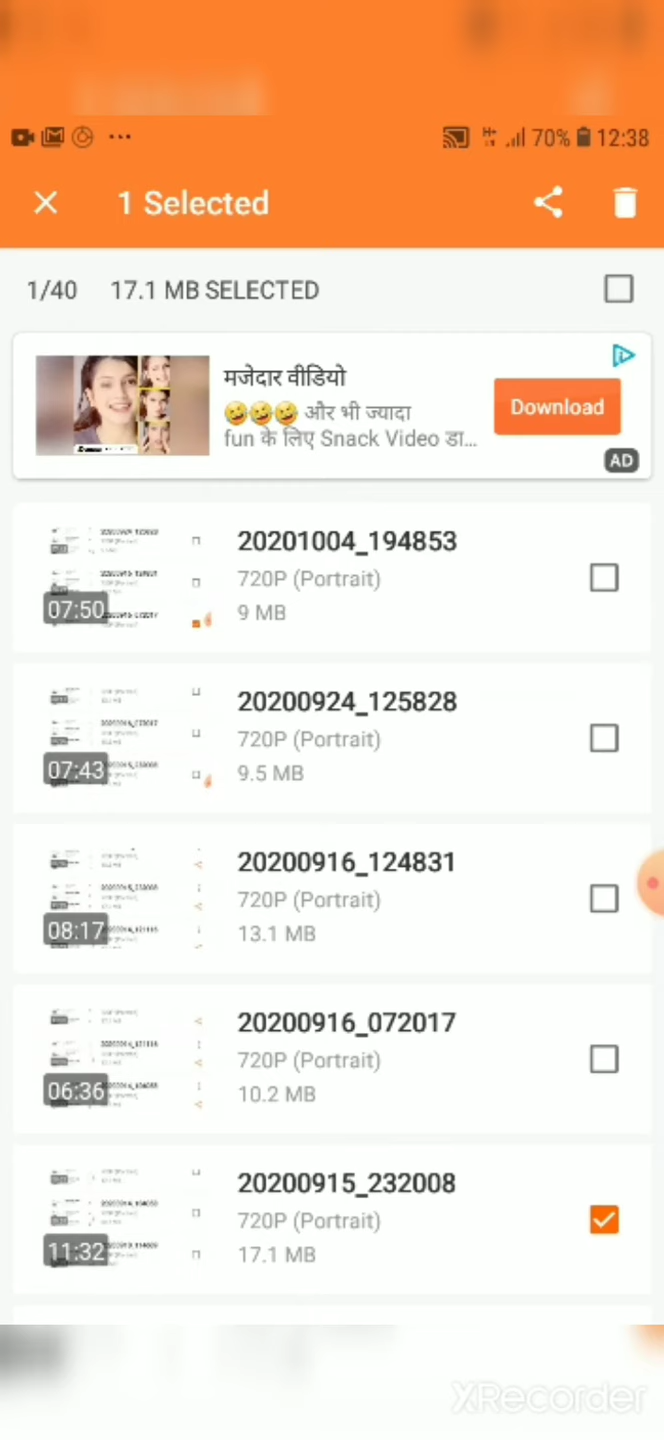 70% 12:38
1 Selected
1/40 17.1 MB SELECTED
मजेदार वीडियो
🤣🤣🤣 और भी ज्यादा
fun के लिए Snack Video डा...
Download
AD
20201004_194853
720P (Portrait)
9 MB
07:50
20200924_125828
720P (Portrait)
9.5 MB
07:43
20200916_124831
720P (Portrait)
13.1 MB
08:17
20200916_072017
720P (Portrait)
10.2 MB
06:36
20200915_232008
720P (Portrait)
17.1 MB
11:32
XRecorder